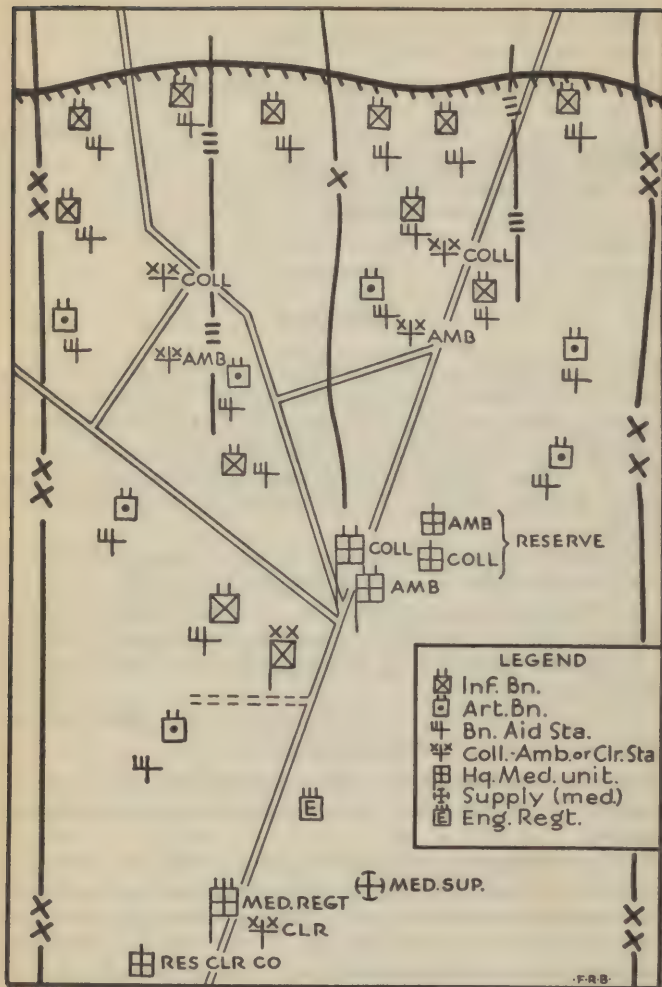 COLL
COLL
AMB
AMB
AMB
COLL
COLL
RESERVE
AMB
LEGEND
Inf. Bn.
Art. Bn.
Bn. Aid Sta.
Coll.-Amb. or Clr. Sta
Hq. Med. unit.
Supply (med.)
E Eng. Regt.
E
MED. REGT
MED. SUP.
CLR
RES CLR CO
·F·R·B·